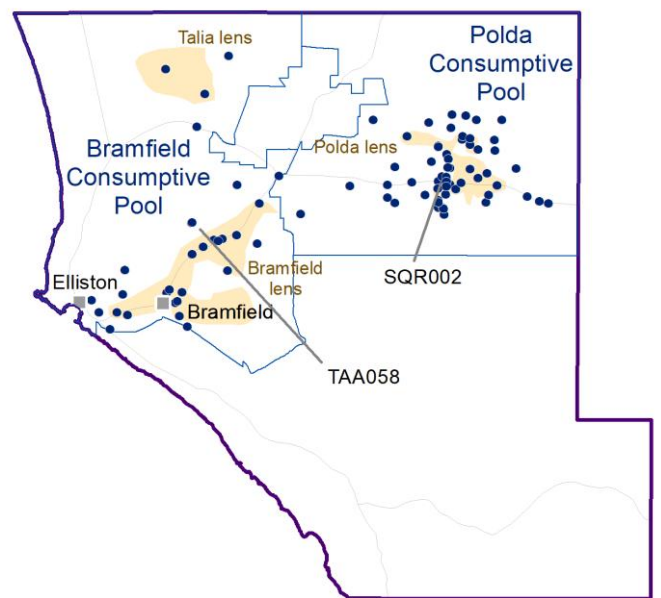 Talia lens
Polda
Consumptive
Pool
Bramfield
Consumptive
Pool
Polda lens
SQR002
Elliston
Bramfield
lens
Bramfield
TAA058